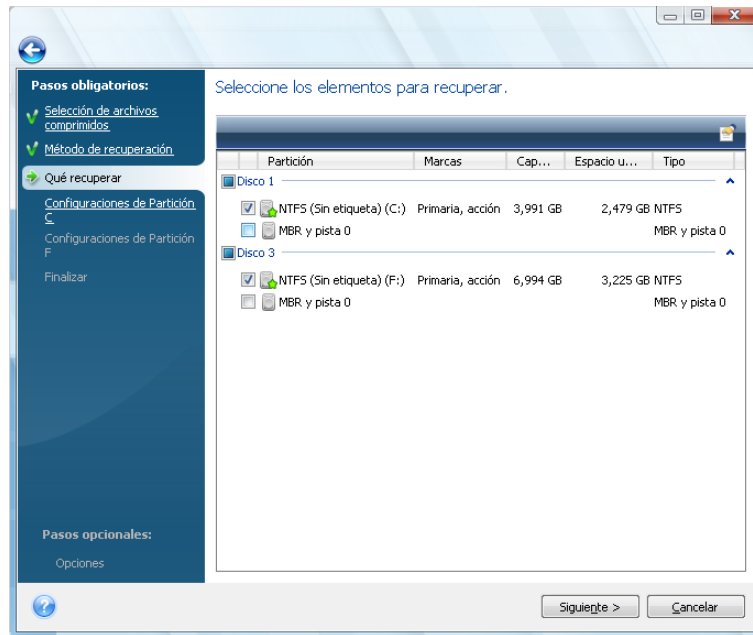 Pasos obligatorios:
Selección de archivos
comprimidos
Método de recuperación
Qué recuperar
Configuraciones de Partición
C
Configuraciones de Partición
F
Finalizar
Pasos opcionales:
Opciones
Seleccione los elementos para recuperar.
Partición Marcas Cap... Espacio u... Tipo
Disco 1
NTFS (Sin etiqueta) (C:) Primaria, acción 3,991 GB 2,479 GB NTFS
MBR y pista 0 MBR y pista 0
Disco 3
NTFS (Sin etiqueta) (F:) Primaria, acción 6,994 GB 3,225 GB NTFS
MBR y pista 0 MBR y pista 0
Siguiente > Cancelar